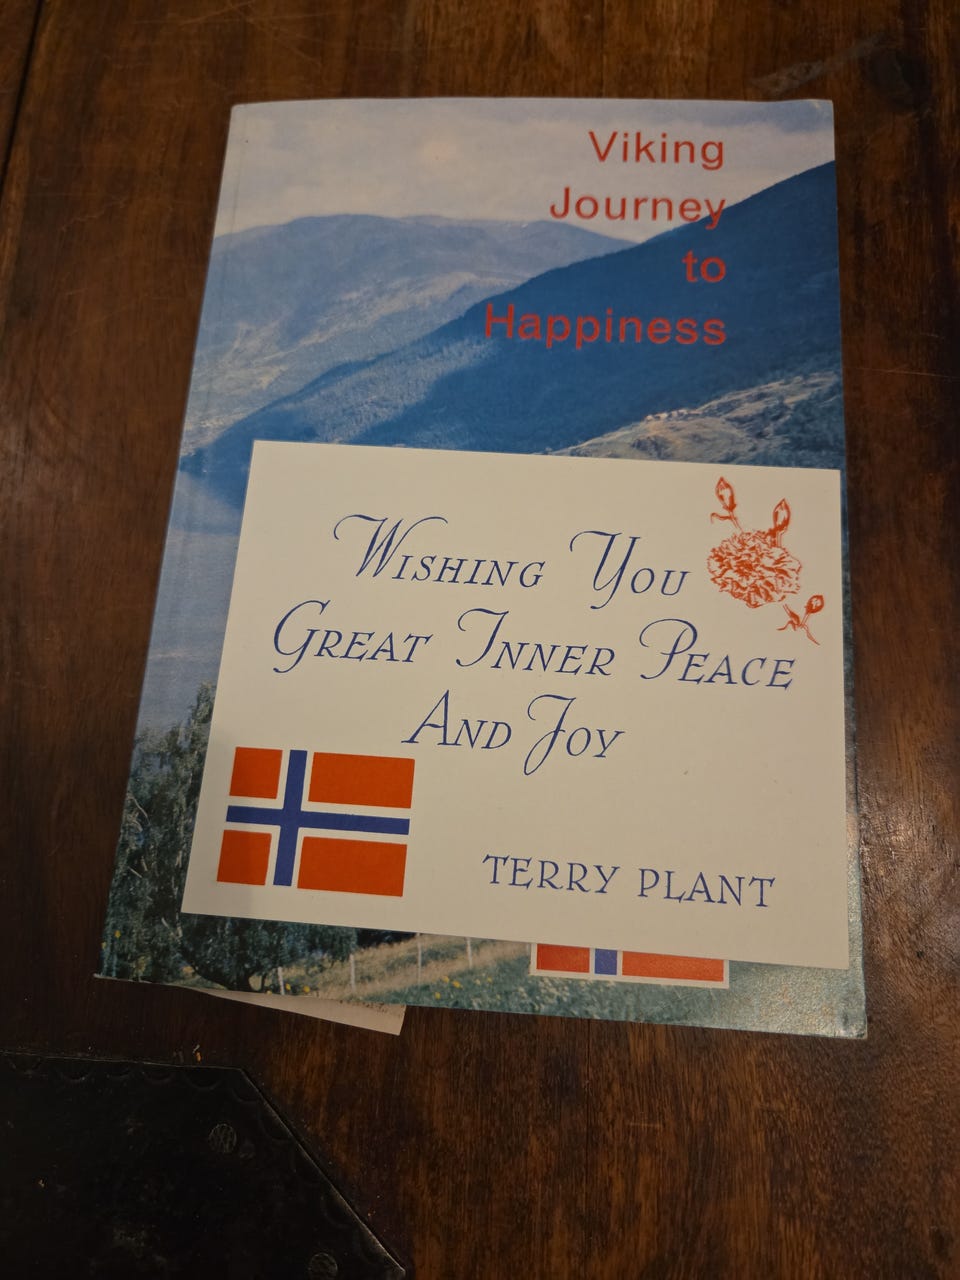 Viking
Journey
to
Happiness
WISHING YOU
GREAT INNER PEACE
AND JOY
TERRY PLANT